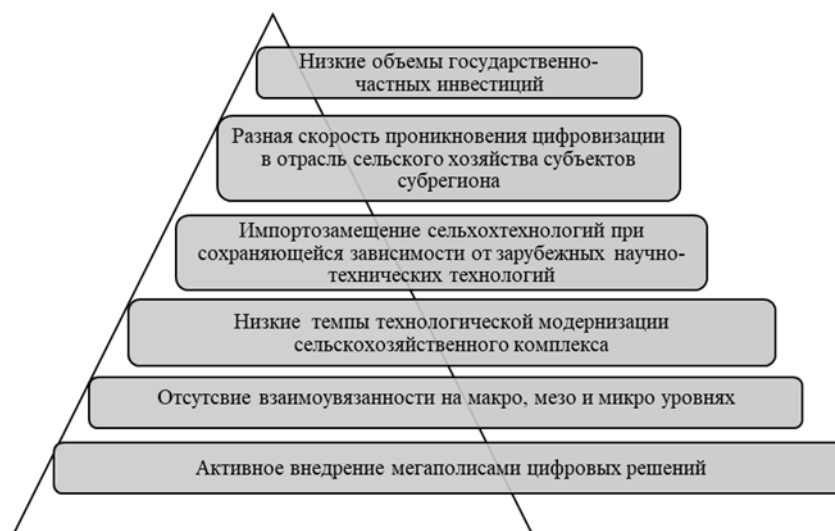 Низкие объемы государственно-
частных инвестиций
Разная скорость проникновения цифровизации
в отрасль сельского хозяйства субъектов
субрегиона
Импортозамещение сельхохтехнологий при
сохраняющейся зависимости от зарубежных научно-
технических технологий
Низкие темпы технологической модернизации
сельскохозяйственного комплекса
Отсутсвие взаимоувязанности на макро, мезо и микро уровнях
Активное внедрение мегаполисами цифровых решений